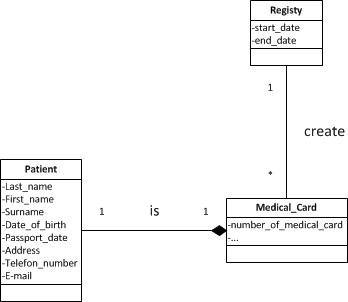 Registy
-start_date
-end_date
1
create
*
Patient
-Last_name
-First_name
-Surname
-Date_of_birth
-Passport_date
-Address
-Telefon_number
-E-mail
1 is 1
Medical_Card
-number_of_medical_card
-...